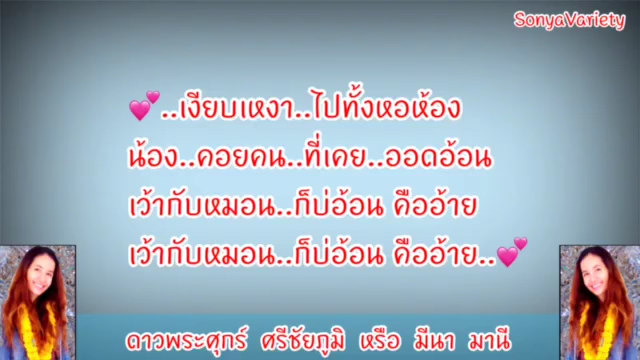 SonyaVariety
💕..เงียบเหงา..ไปทั้งหอห้อง
น้อง..คอยคน..ที่เคย..ออดอ้อน
เว้ากับหมอน..ก็บ่อ้อน คืออ้าย
เว้ากับหมอน..ก็บ่อ้อน คืออ้าย..💕
ดาวพระศุกร์ ศรีชัยภูมิ หรือ มีนา มานี